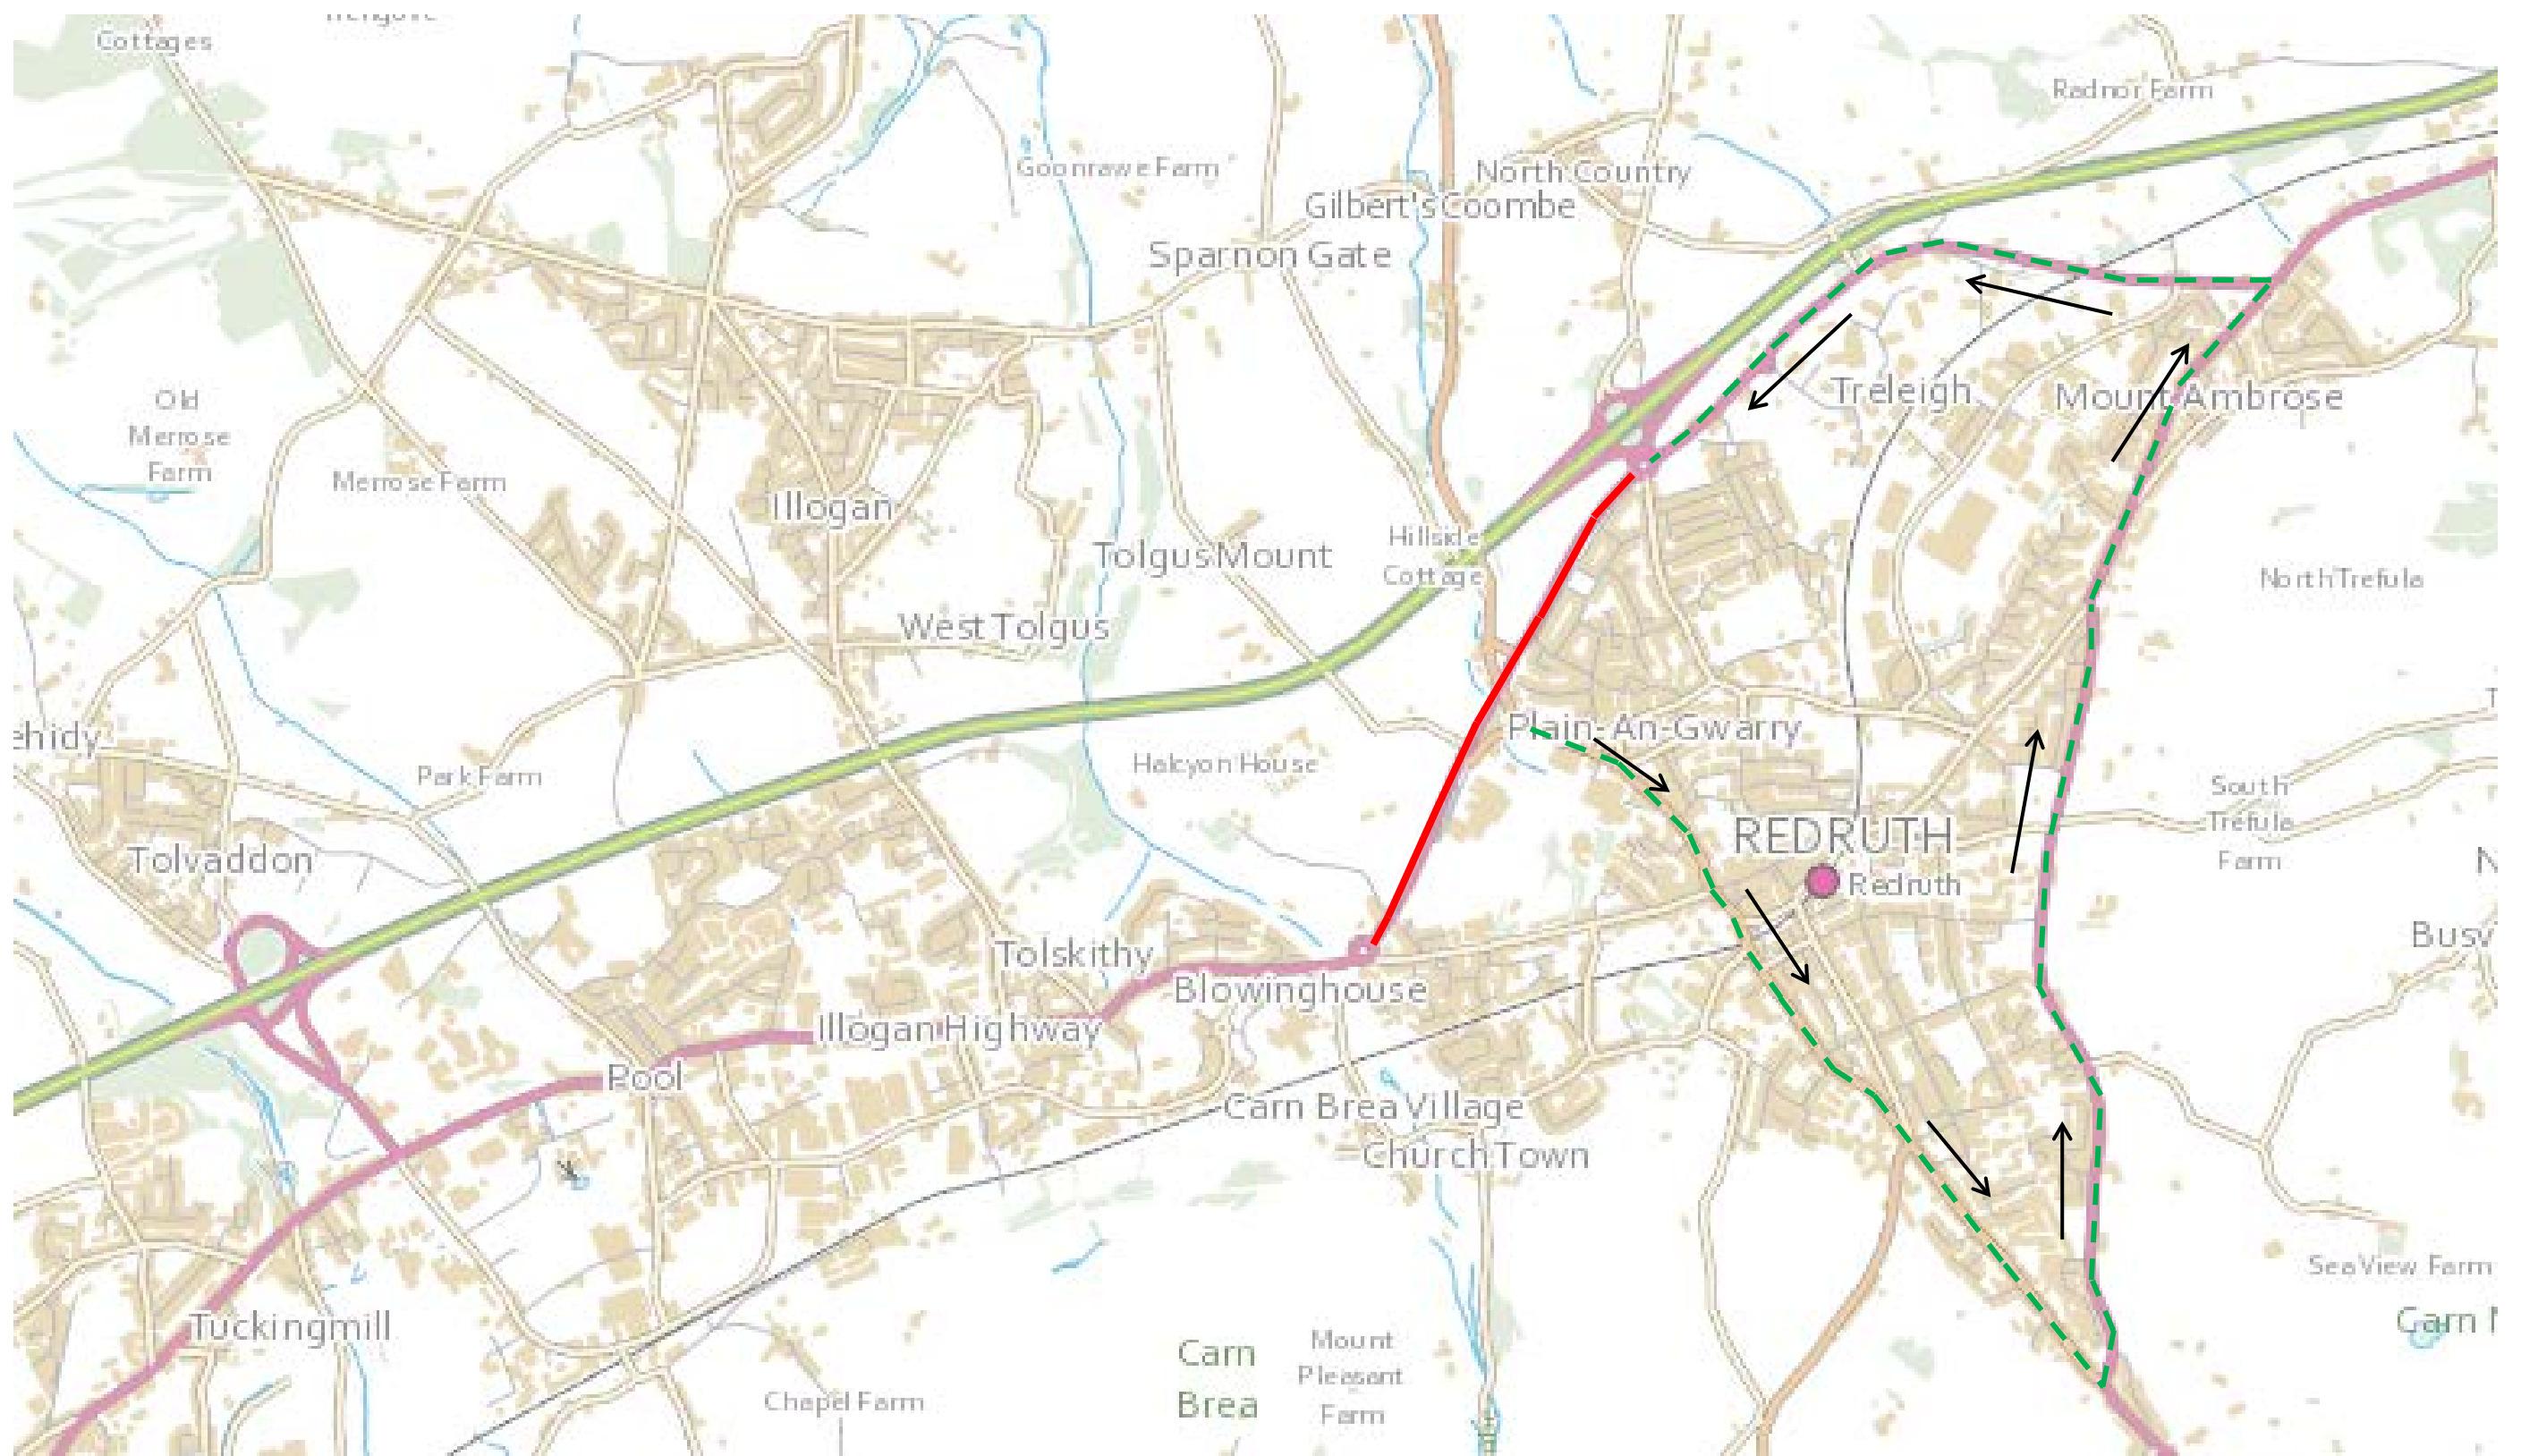 Cottages
Radnor Farm
Goonrawe Farm
North Country
Gilbert's Coombe
Sparnon Gate
Old
Merrose
Farm
Merrose Farm
Treleigh
Mount Ambrose
Illogan
Hillside
Cottage
Tolgus Mount
North Trefula
West Tolgus
Plain-An-Gwarry
ehidy
Park Farm
Halcyon House
South
Trefula
Farm
REDRUTH
Redruth
Tolvaddon
N
Busv
Tolskithy
Blowinghouse
Illogan Highway
Pool
Carn Brea Village
Church Town
Sea View Farm
Tuckingmill
Carn
Brea
Mount
Pleasant
Farm
Carn
Chapel Farm